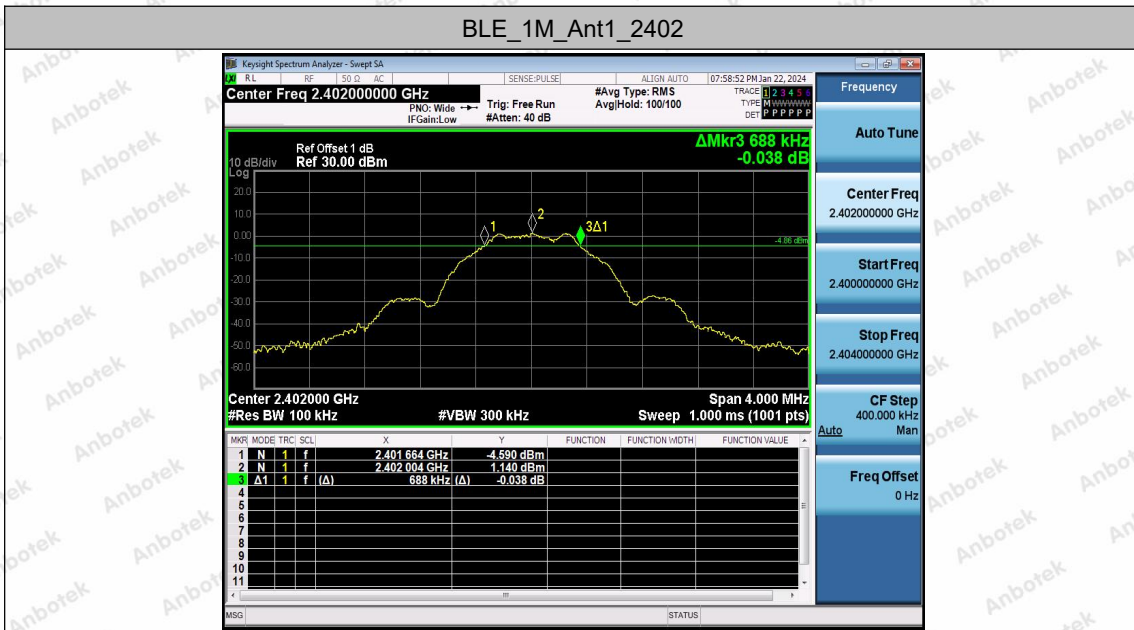 BLE_1M_Ant1_2402
Keysight Spectrum Analyzer - Swept SA
LXI RL RF 50 Ω AC SENSE:PULSE ALIGN AUTO 07:58:52 PM Jan 22, 2024
Center Freq 2.402000000 GHz
PNO: Wide
IFGain:Low
Trig: Free Run
#Atten: 40 dB
#Avg Type: RMS
Avg|Hold: 100/100
TRACE 1 2 3 4 5 6
TYPE M W W W W W
DET P P P P P P
Ref Offset 1 dB
10 dB/div Ref 30.00 dBm
Log
ΔMkr3 688 kHz
-0.038 dB
20.0
10.0
0.00
-10.0
-20.0
-30.0
-40.0
-50.0
-60.0
1
2
3Δ1
-4.86 dBm
Center 2.402000 GHz Span 4.000 MHz
#Res BW 100 kHz #VBW 300 kHz Sweep 1.000 ms (1001 pts)
MKR MODE TRC SCL X Y FUNCTION FUNCTION WIDTH FUNCTION VALUE
1 N 1 f 2.401 664 GHz -4.590 dBm
2 N 1 f 2.402 004 GHz 1.140 dBm
3 Δ1 1 f (Δ) 688 kHz (Δ) -0.038 dB
4
5
6
7
8
9
10
11
MSG STATUS
Frequency
Auto Tune
Center Freq
2.402000000 GHz
Start Freq
2.400000000 GHz
Stop Freq
2.404000000 GHz
CF Step
400.000 kHz
Auto Man
Freq Offset
0 Hz